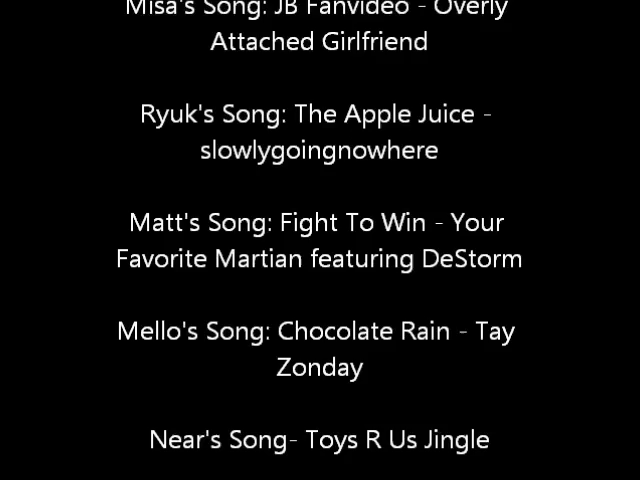 Misa's Song: JB Fanvideo - Overly
Attached Girlfriend
Ryuk's Song: The Apple Juice -
slowlygoingnowhere
Matt's Song: Fight To Win - Your
Favorite Martian featuring DeStorm
Mello's Song: Chocolate Rain - Tay
Zonday
Near's Song- Toys R Us Jingle